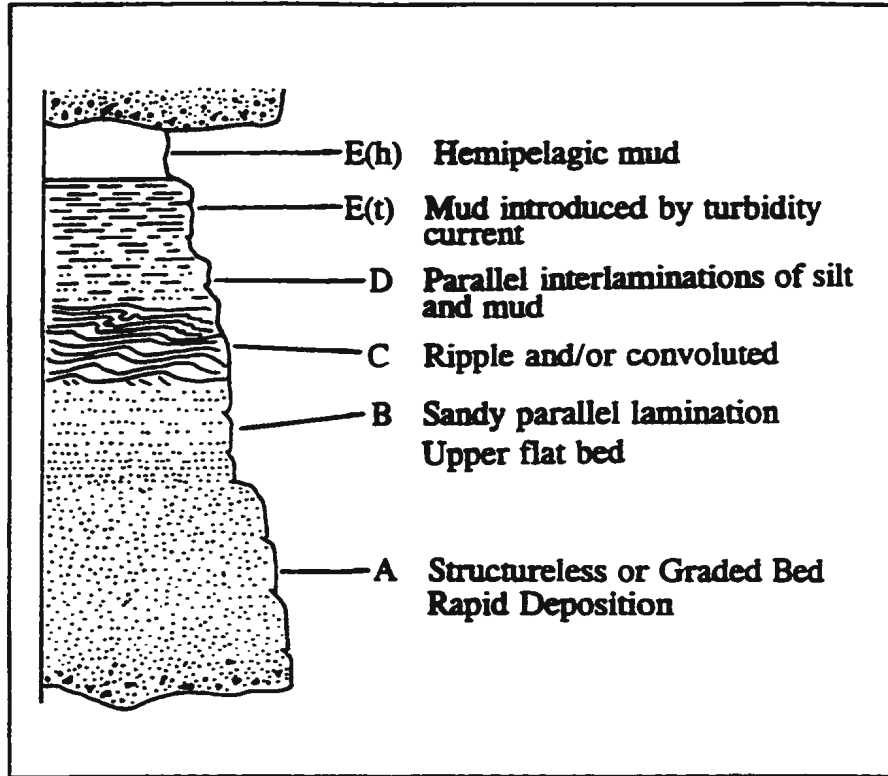 E(h) Hemipelagic mud
E(t) Mud introduced by turbidity
current
D Parallel interlaminations of silt
and mud
C Ripple and/or convoluted
B Sandy parallel lamination
Upper flat bed
A Structureless or Graded Bed
Rapid Deposition